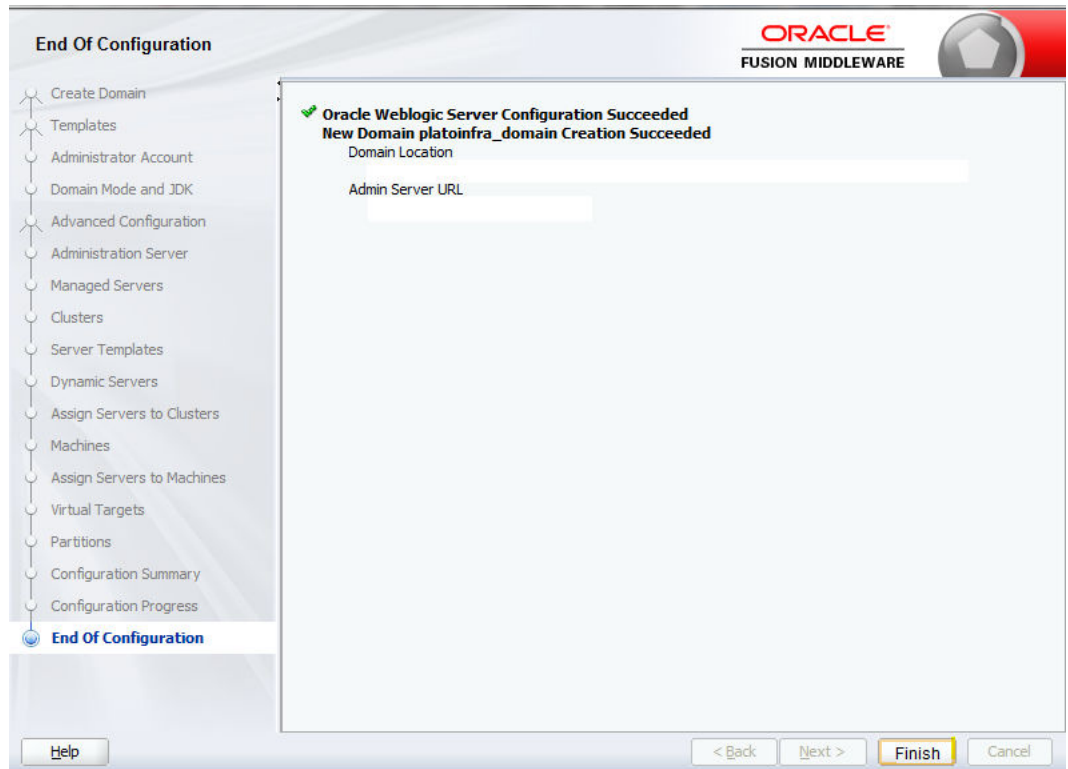 End Of Configuration
ORACLE
FUSION MIDDLEWARE
Create Domain
Templates
Administrator Account
Domain Mode and JDK
Advanced Configuration
Administration Server
Managed Servers
Clusters
Server Templates
Dynamic Servers
Assign Servers to Clusters
Machines
Assign Servers to Machines
Virtual Targets
Partitions
Configuration Summary
Configuration Progress
End Of Configuration
Oracle Weblogic Server Configuration Succeeded
New Domain platoinfra_domain Creation Succeeded
Domain Location
Admin Server URL
Help
< Back Next > Finish Cancel